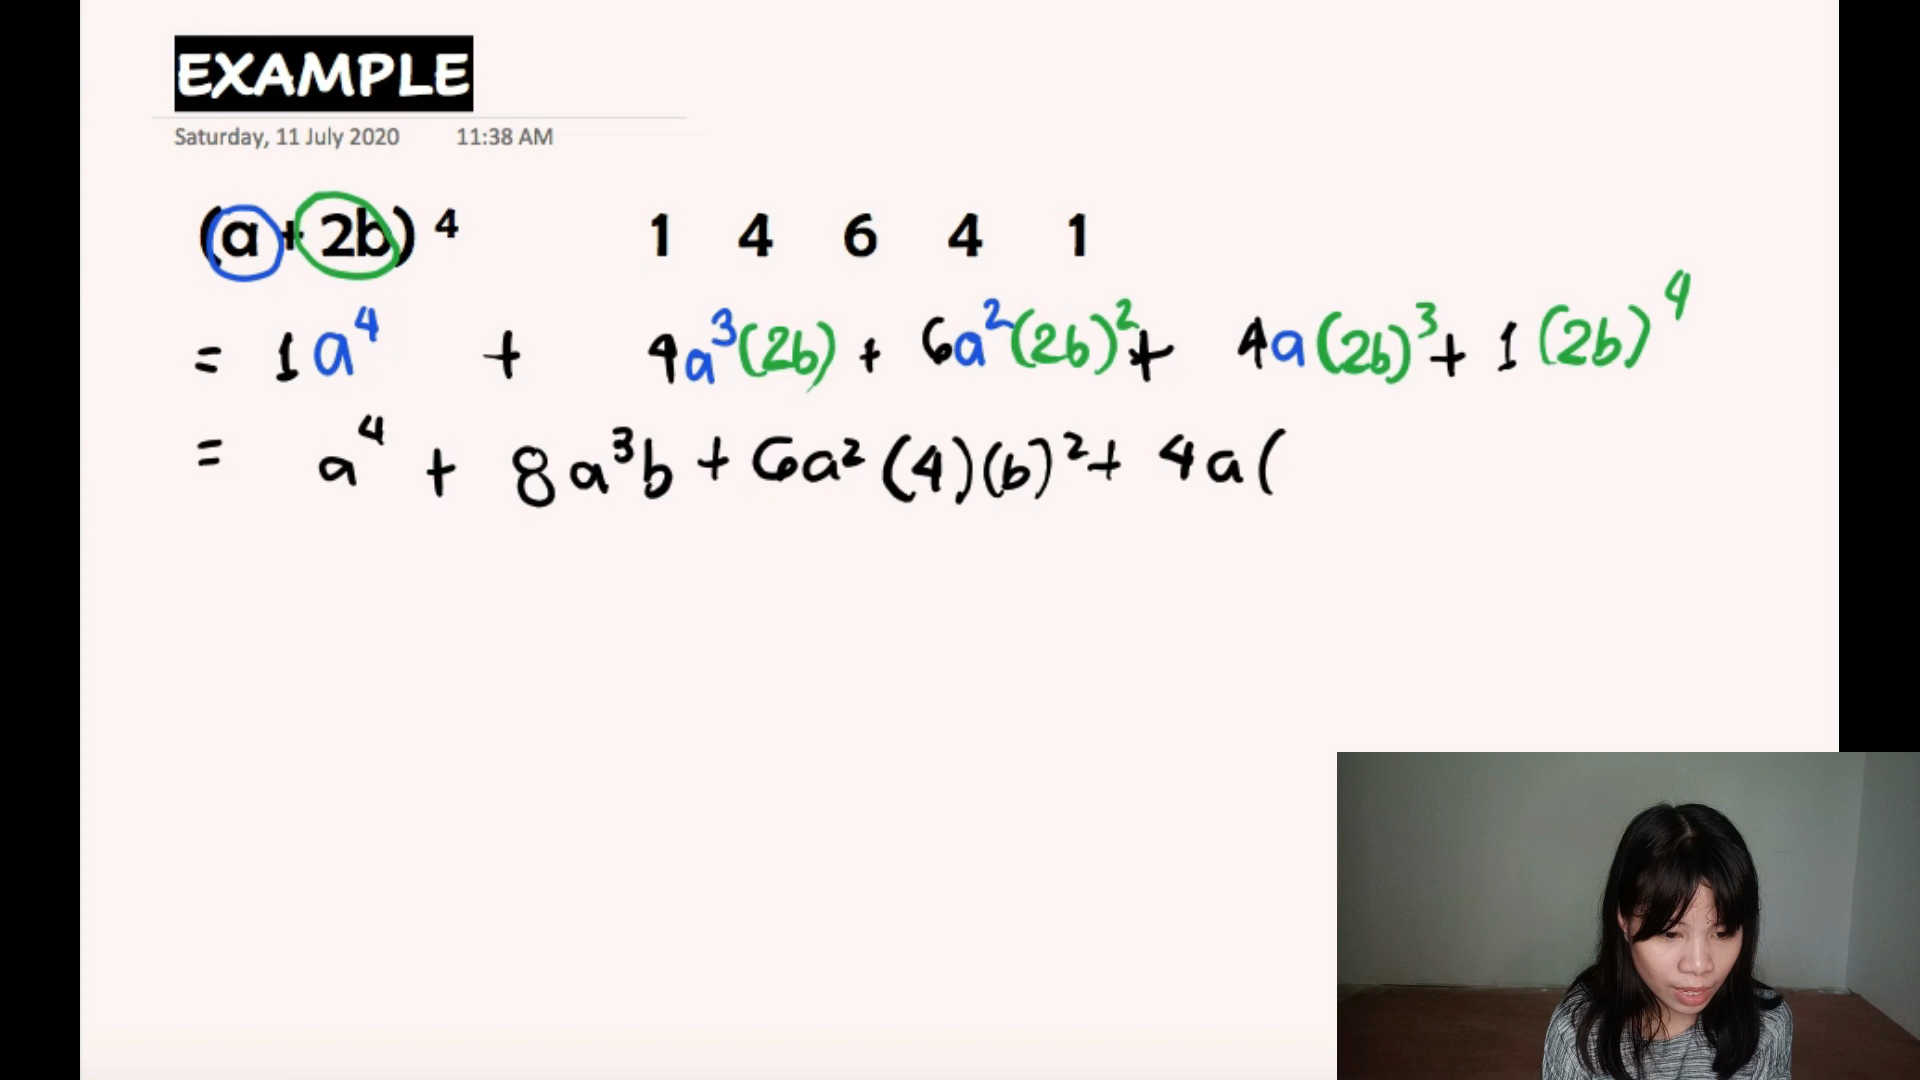 EXAMPLE
Saturday, 11 July 2020 11:38 AM
(a + 2b) ⁴ 1 4 6 4 1
= 1a⁴ + 4a³(2b) + 6a²(2b)² + 4a(2b)³ + 1(2b)⁴
= a⁴ + 8a³b + 6a²(4)(b)² + 4a(